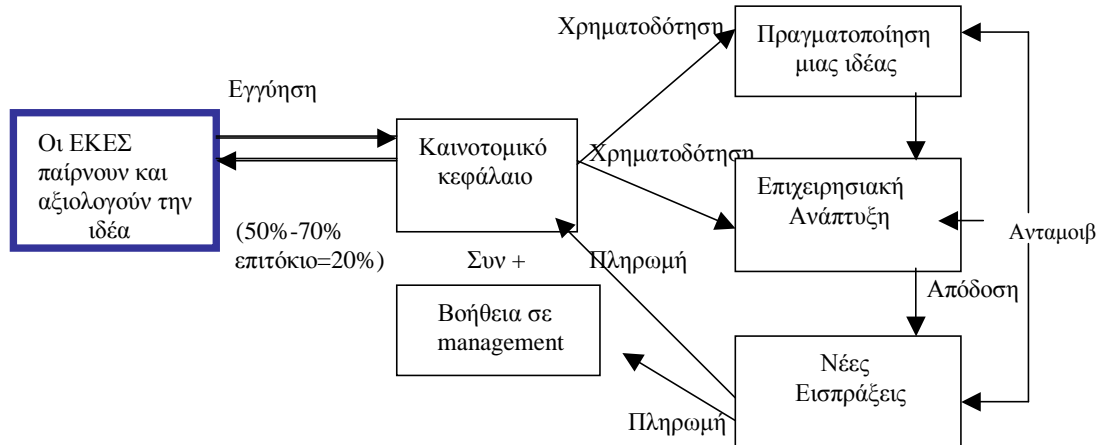 Χρηματοδότηση
Πραγματοποίηση
μιας ιδέας
Εγγύηση
Οι ΕΚΕΣ
παίρνουν και
αξιολογούν την
ιδέα
Καινοτομικό
κεφάλαιο
Χρηματοδότηση
Επιχειρησιακή
Ανάπτυξη
Ανταμοιβ
(50%-70%
επιτόκιο=20%)
Συν +
Πληρωμή
Απόδοση
Βοήθεια σε
management
Νέες
Εισπράξεις
Πληρωμή